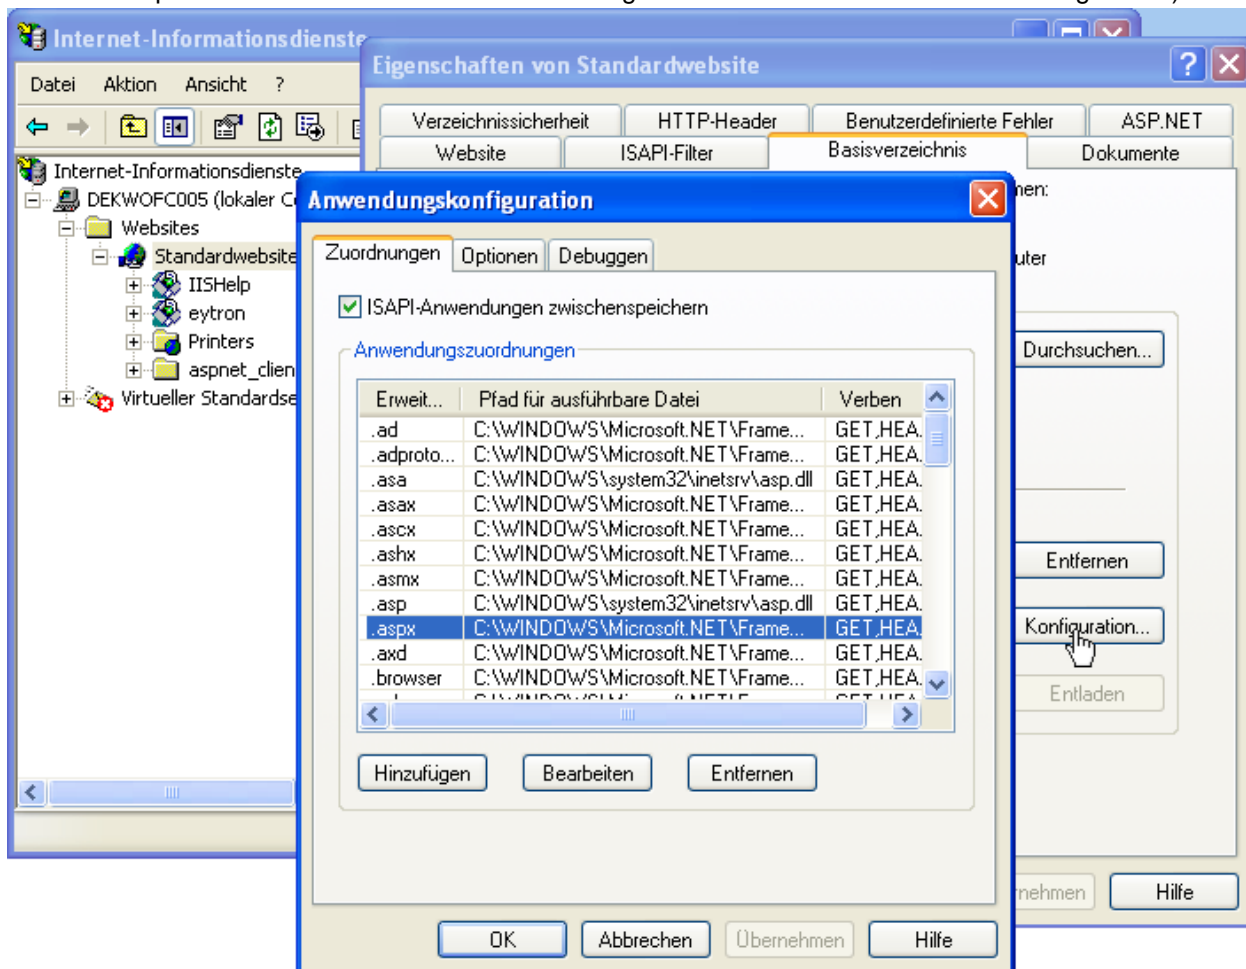 Internet-Informationsdienste
Datei Aktion Ansicht ?
Internet-Informationsdienste
DEKWOFC005 (lokaler C
Websites
Standardwebsite
IISHelp
eytron
Printers
aspnet_clien
Virtueller Standardse
Eigenschaften von Standardwebsite
Verzeichnissicherheit HTTP-Header Benutzerdefinierte Fehler ASP.NET
Website ISAPI-Filter Basisverzeichnis Dokumente
nen:
uter
Durchsuchen...
Entfernen
Konfiguration...
Entladen
nehmen Hilfe
Anwendungskonfiguration
Zuordnungen Optionen Debuggen
ISAPI-Anwendungen zwischenspeichern
Anwendungszuordnungen
Erweit... Pfad für ausführbare Datei Verben
.ad C:\WINDOWS\Microsoft.NET\Frame... GET,HEA.
.adproto... C:\WINDOWS\Microsoft.NET\Frame... GET,HEA.
.asa C:\WINDOWS\system32\inetsrv\asp.dll GET,HEA.
.asax C:\WINDOWS\Microsoft.NET\Frame... GET,HEA.
.ascx C:\WINDOWS\Microsoft.NET\Frame... GET,HEA.
.ashx C:\WINDOWS\Microsoft.NET\Frame... GET,HEA.
.asmx C:\WINDOWS\Microsoft.NET\Frame... GET,HEA.
.asp C:\WINDOWS\system32\inetsrv\asp.dll GET,HEA.
.aspx C:\WINDOWS\Microsoft.NET\Frame... GET,HEA.
.axd C:\WINDOWS\Microsoft.NET\Frame... GET,HEA.
.browser C:\WINDOWS\Microsoft.NET\Frame... GET,HEA.
Hinzufügen Bearbeiten Entfernen
OK Abbrechen Übernehmen Hilfe